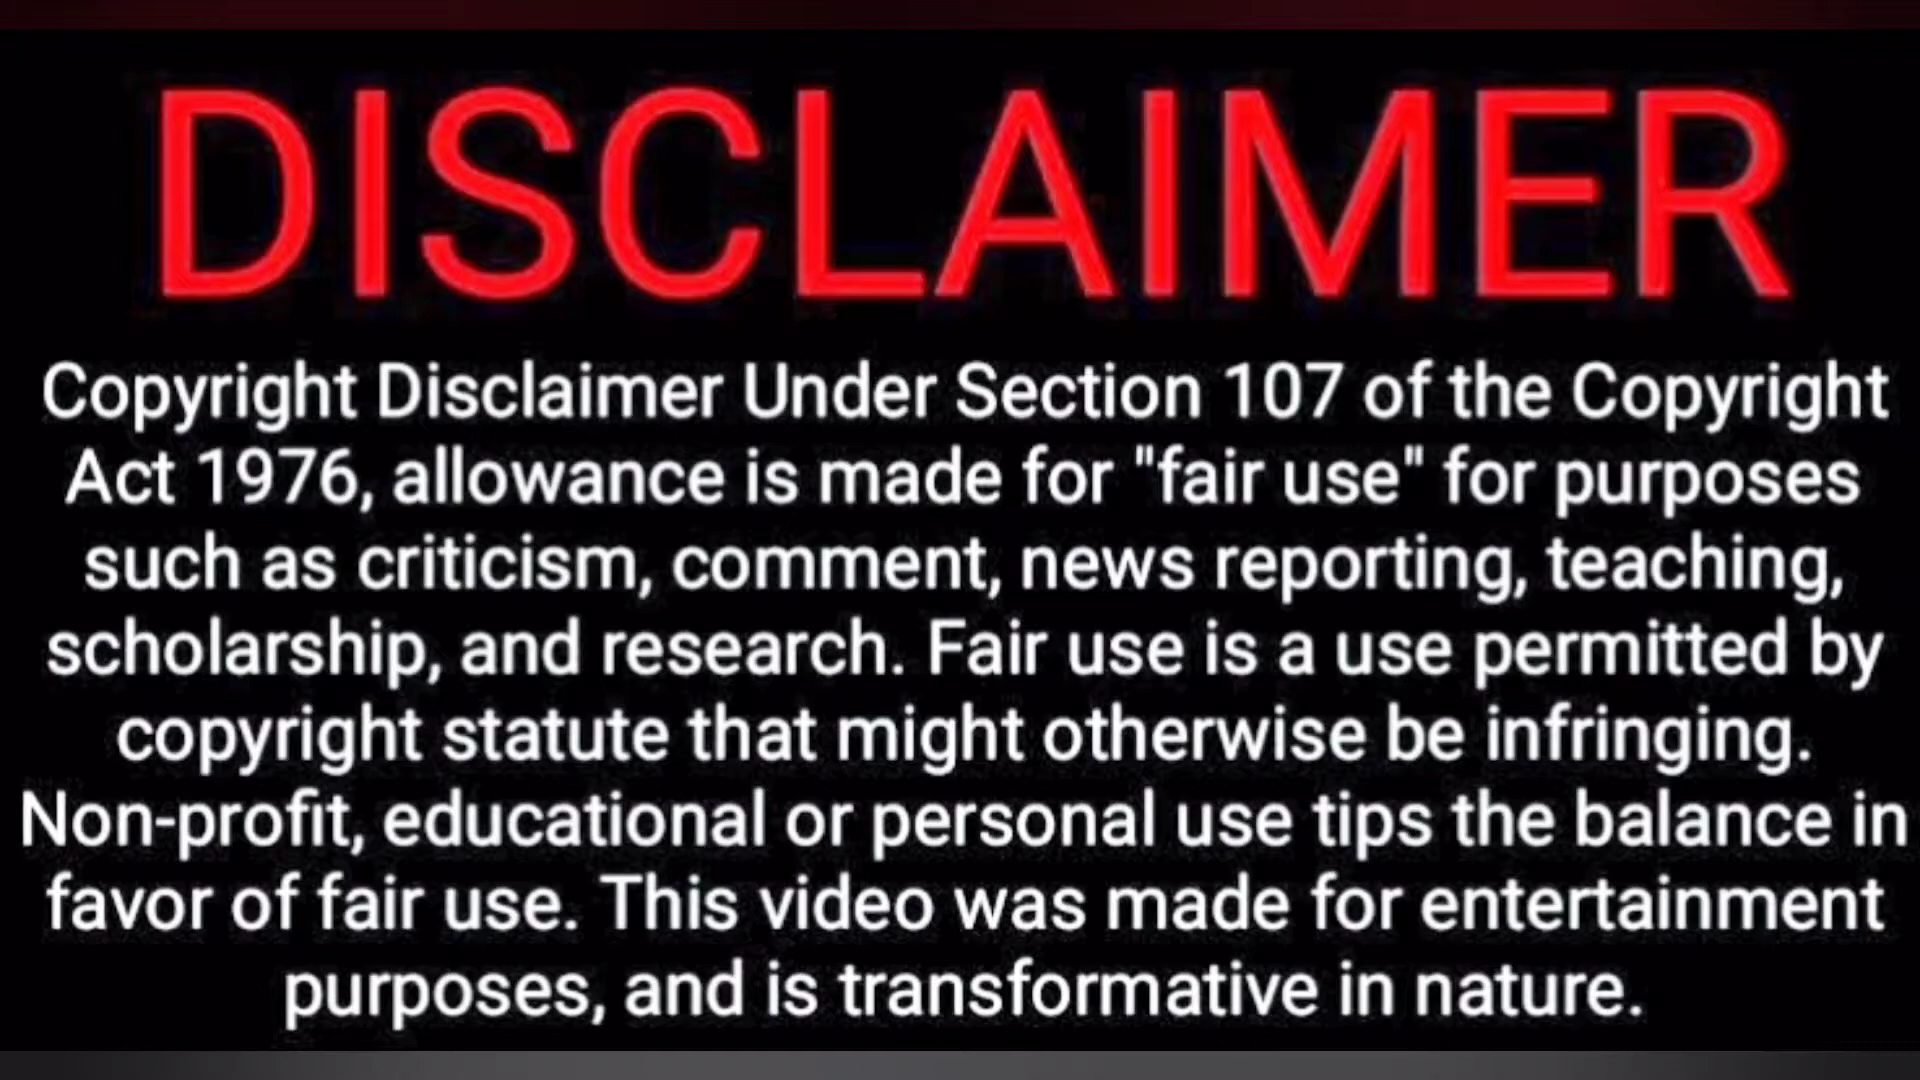 DISCLAIMER
Copyright Disclaimer Under Section 107 of the Copyright
Act 1976, allowance is made for "fair use" for purposes
such as criticism, comment, news reporting, teaching,
scholarship, and research. Fair use is a use permitted by
copyright statute that might otherwise be infringing.
Non-profit, educational or personal use tips the balance in
favor of fair use. This video was made for entertainment
purposes, and is transformative in nature.